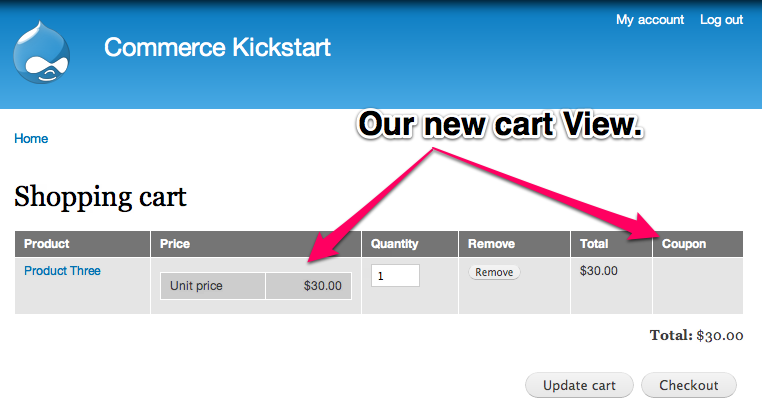 My account Log out
Commerce Kickstart
Our new cart View.
Home
Shopping cart
Product Price Quantity Remove Total Coupon
Product Three Unit price $30.00 1 Remove $30.00
Total: $30.00
Update cart Checkout